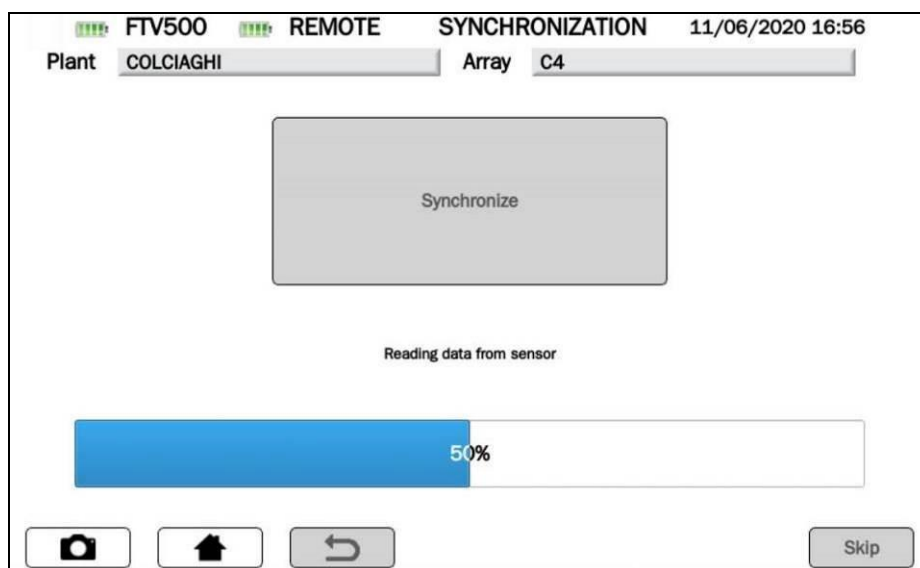 FTV500 REMOTE SYNCHRONIZATION 11/06/2020 16:56
Plant COLCIAGHI Array C4
Synchronize
Reading data from sensor
50%
Skip